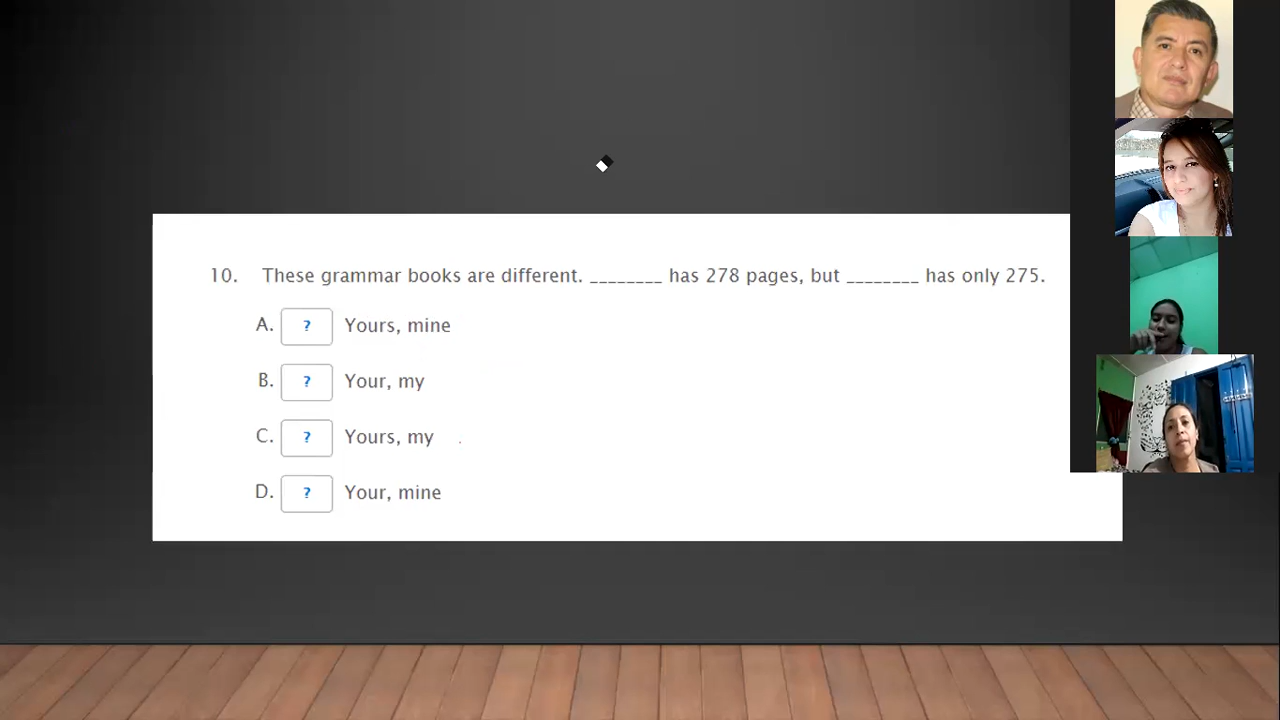 10. These grammar books are different. ________ has 278 pages, but ________ has only 275.
A. ? Yours, mine
B. ? Your, my
C. ? Yours, my
D. ? Your, mine